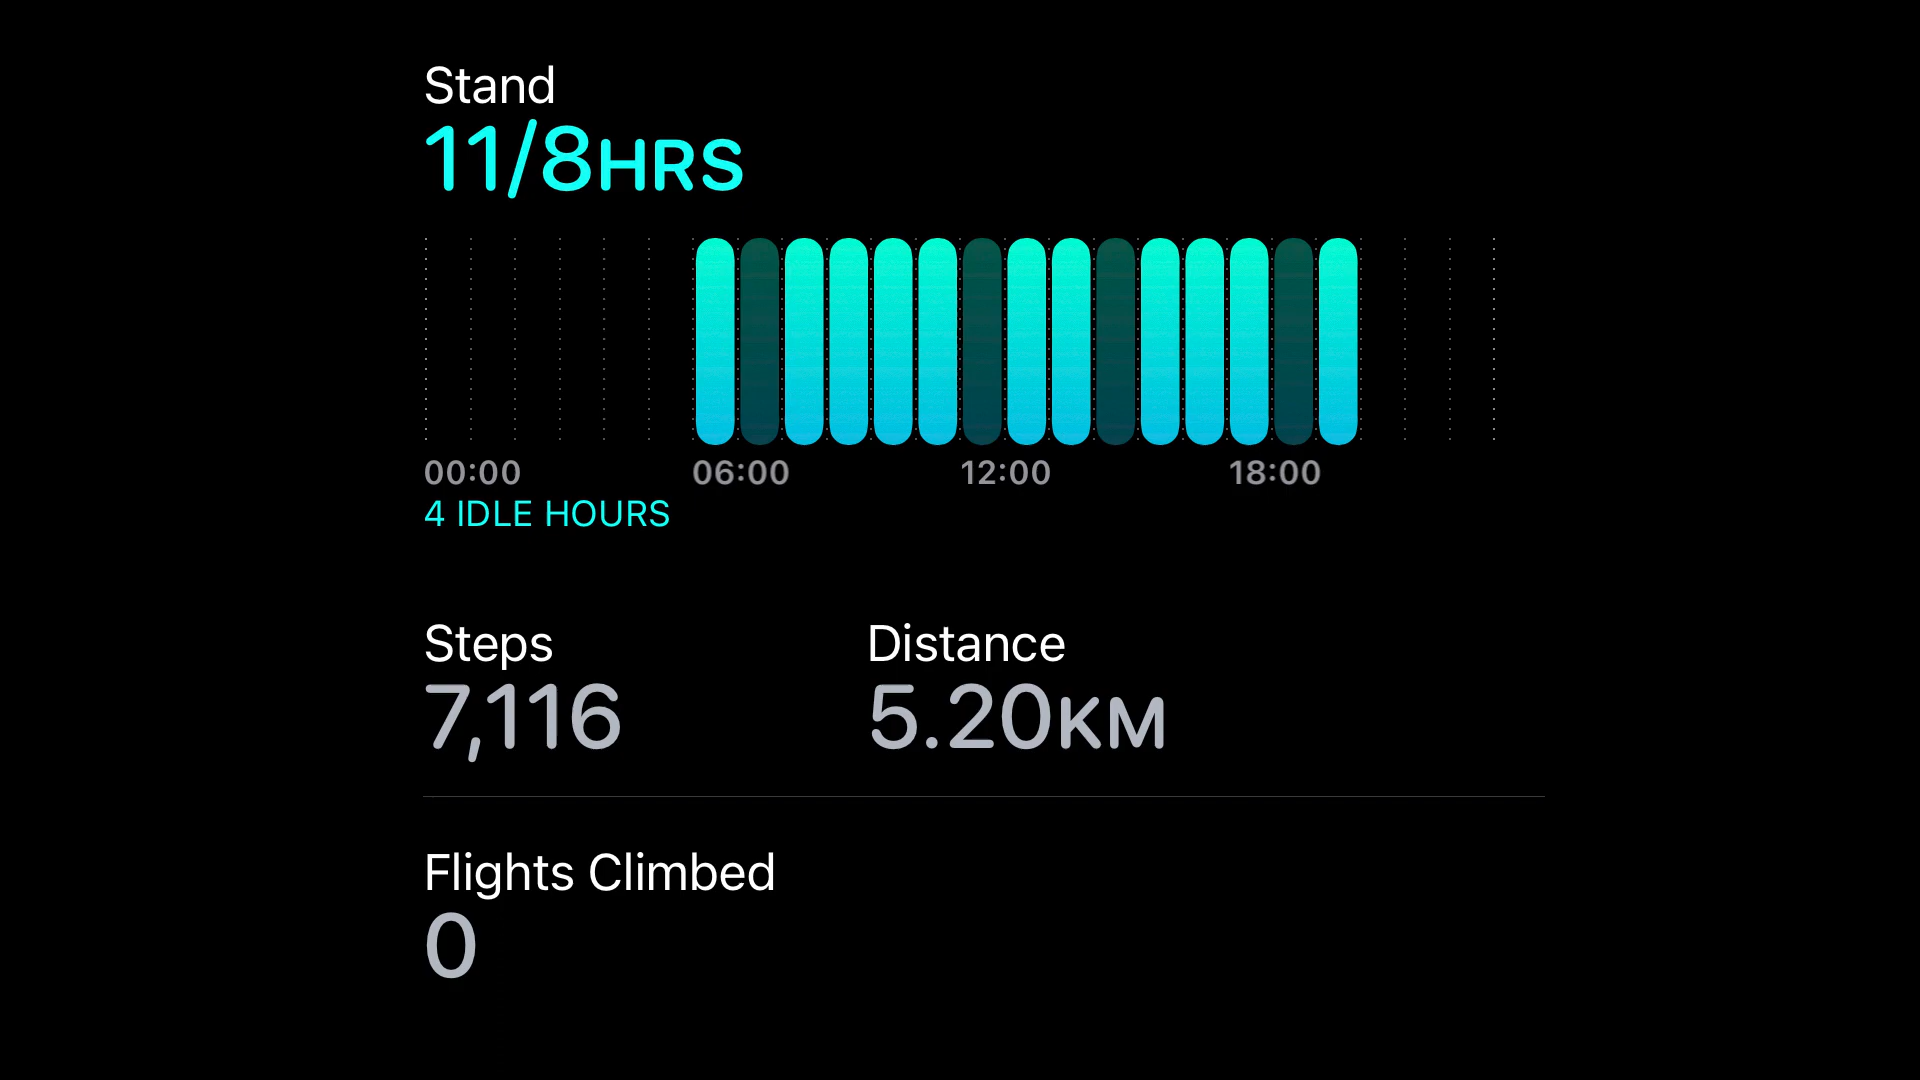 Stand
11/8HRS
00:00 06:00 12:00 18:00
4 IDLE HOURS
Steps Distance
7,116 5.20KM
Flights Climbed
0